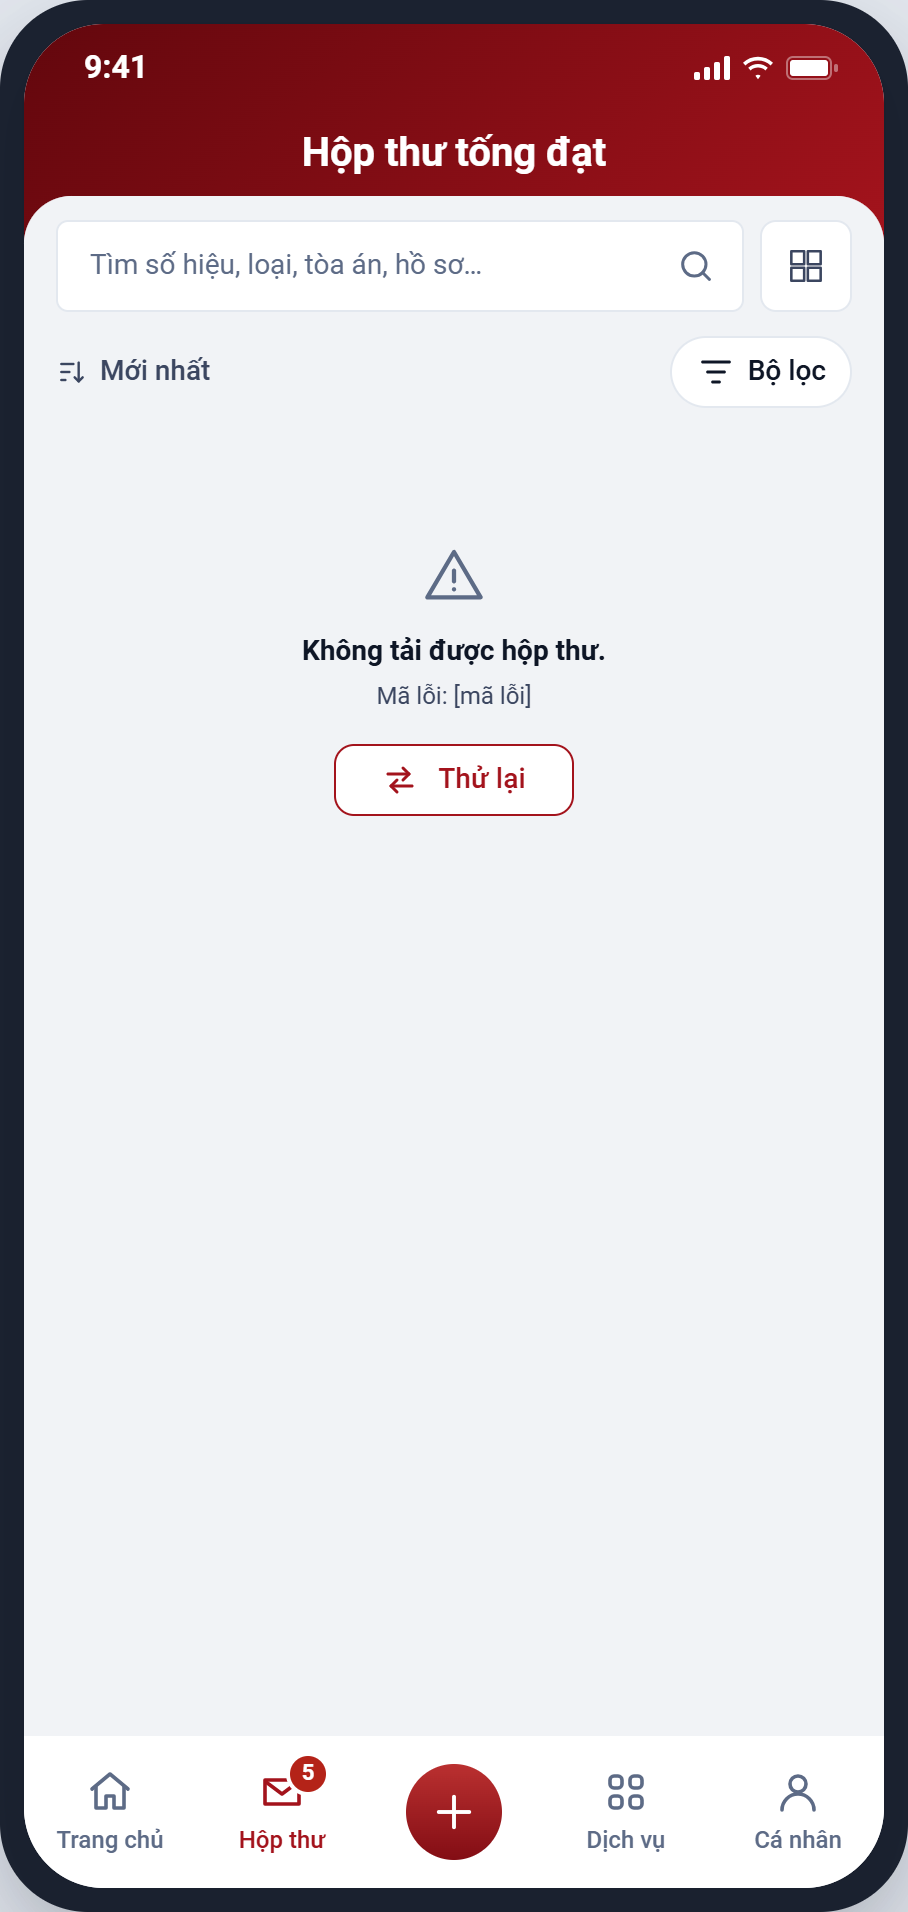 9:41
Hộp thư tống đạt
Tìm số hiệu, loại, tòa án, hồ sơ...
Mới nhất
Bộ lọc
Không tải được hộp thư.
Mã lỗi: [mã lỗi]
Thử lại
5
Trang chủ
Hộp thư
Dịch vụ
Cá nhân